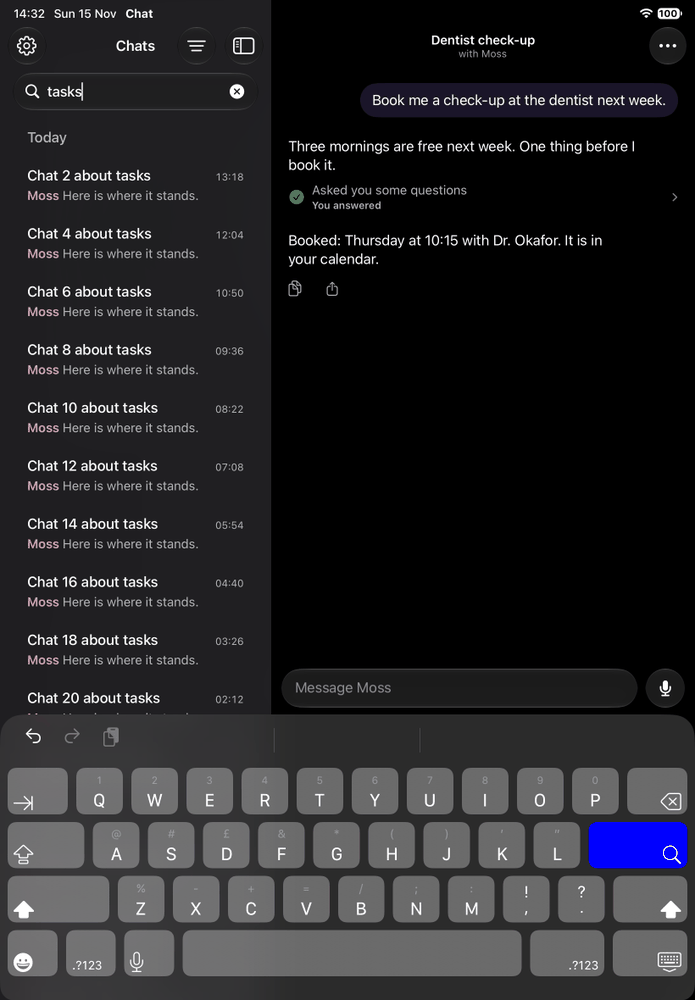 14:32 Sun 15 Nov Chat
100
Chats
tasks
Today
Chat 2 about tasks 13:18
Moss Here is where it stands.
Chat 4 about tasks 12:04
Moss Here is where it stands.
Chat 6 about tasks 10:50
Moss Here is where it stands.
Chat 8 about tasks 09:36
Moss Here is where it stands.
Chat 10 about tasks 08:22
Moss Here is where it stands.
Chat 12 about tasks 07:08
Moss Here is where it stands.
Chat 14 about tasks 05:54
Moss Here is where it stands.
Chat 16 about tasks 04:40
Moss Here is where it stands.
Chat 18 about tasks 03:26
Moss Here is where it stands.
Chat 20 about tasks 02:12
Dentist check-up
with Moss
Book me a check-up at the dentist next week.
Three mornings are free next week. One thing before I
book it.
Asked you some questions
You answered
Booked: Thursday at 10:15 with Dr. Okafor. It is in
your calendar.
Message Moss
1 2 3 4 5 6 7 8 9 0
Q W E R T Y U I O P
@ # £ & * ( ) ' "
A S D F G H J K L
% - + = / ; : ! ?
Z X C V B N M , .
.?123 .?123